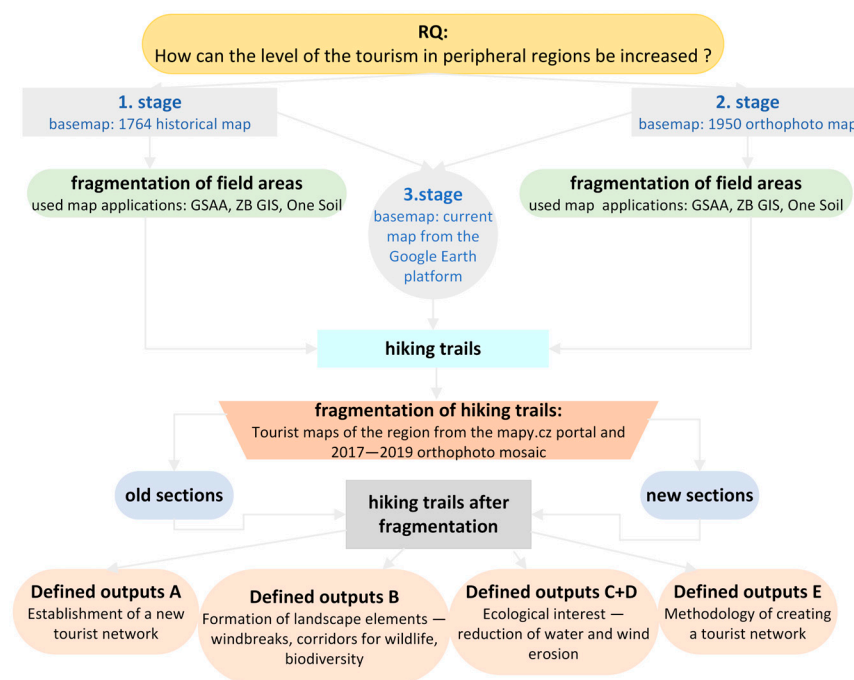 RQ:
How can the level of the tourism in peripheral regions be increased ?
1. stage
basemap: 1764 historical map
2. stage
basemap: 1950 orthophoto map
fragmentation of field areas
used map applications: GSAA, ZB GIS, One Soil
3.stage
basemap: current
map from the
Google Earth
platform
fragmentation of field areas
used map applications: GSAA, ZB GIS, One Soil
hiking trails
fragmentation of hiking trails:
Tourist maps of the region from the mapy.cz portal and
2017—2019 orthophoto mosaic
old sections
hiking trails after
fragmentation
new sections
Defined outputs A
Establishment of a new
tourist network
Defined outputs B
Formation of landscape elements —
windbreaks, corridors for wildlife,
biodiversity
Defined outputs C+D
Ecological interest —
reduction of water and wind
erosion
Defined outputs E
Methodology of creating
a tourist network